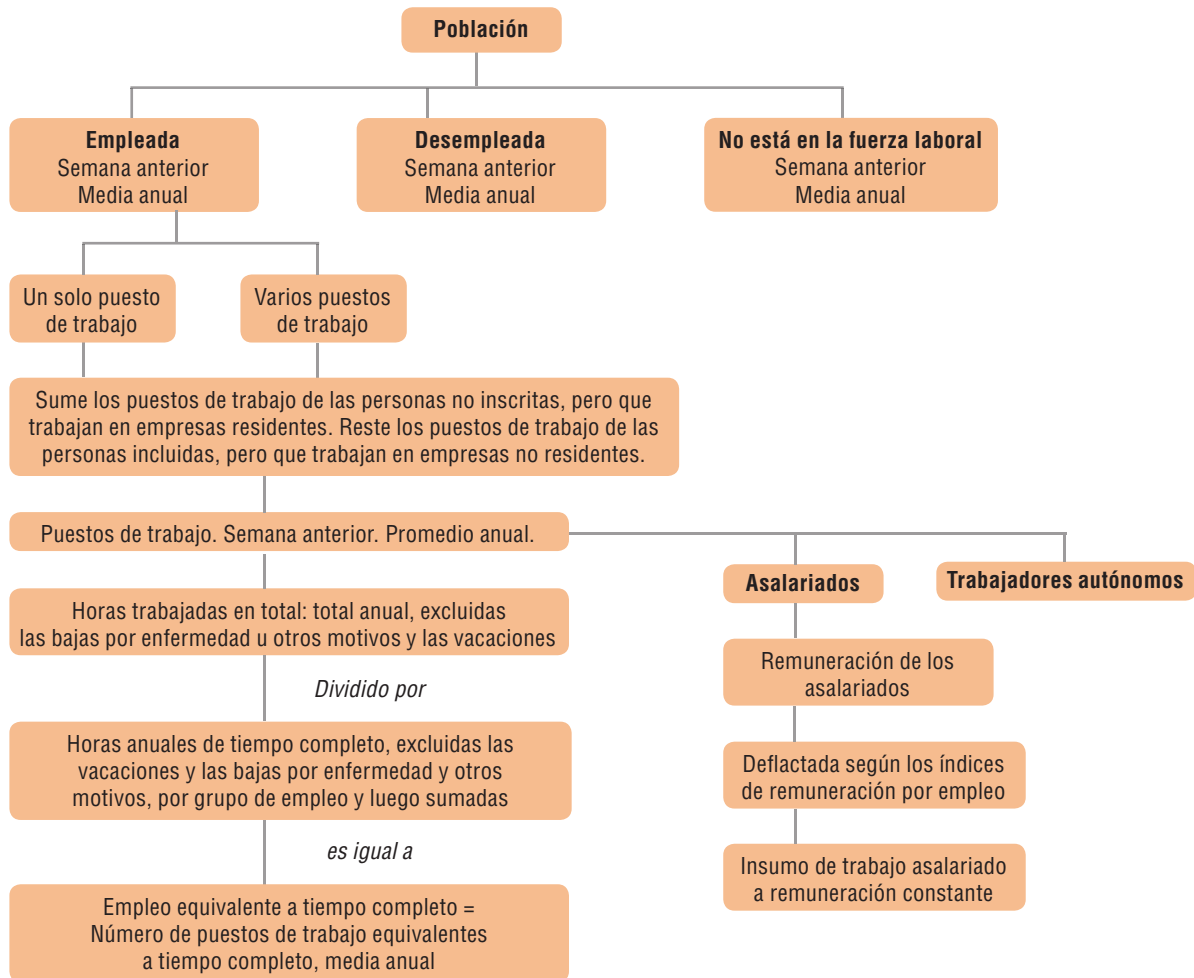 Población
Empleada
Semana anterior
Media anual
Desempleada
Semana anterior
Media anual
No está en la fuerza laboral
Semana anterior
Media anual
Un solo puesto
de trabajo
Varios puestos
de trabajo
Sume los puestos de trabajo de las personas no inscritas, pero que
trabajan en empresas residentes. Reste los puestos de trabajo de las
personas incluidas, pero que trabajan en empresas no residentes.
Puestos de trabajo. Semana anterior. Promedio anual.
Asalariados
Trabajadores autónomos
Horas trabajadas en total: total anual, excluidas
las bajas por enfermedad u otros motivos y las vacaciones
Dividido por
Horas anuales de tiempo completo, excluidas las
vacaciones y las bajas por enfermedad y otros
motivos, por grupo de empleo y luego sumadas
es igual a
Empleo equivalente a tiempo completo =
Número de puestos de trabajo equivalentes
a tiempo completo, media anual
Remuneración de los
asalariados
Deflactada según los índices
de remuneración por empleo
Insumo de trabajo asalariado
a remuneración constante